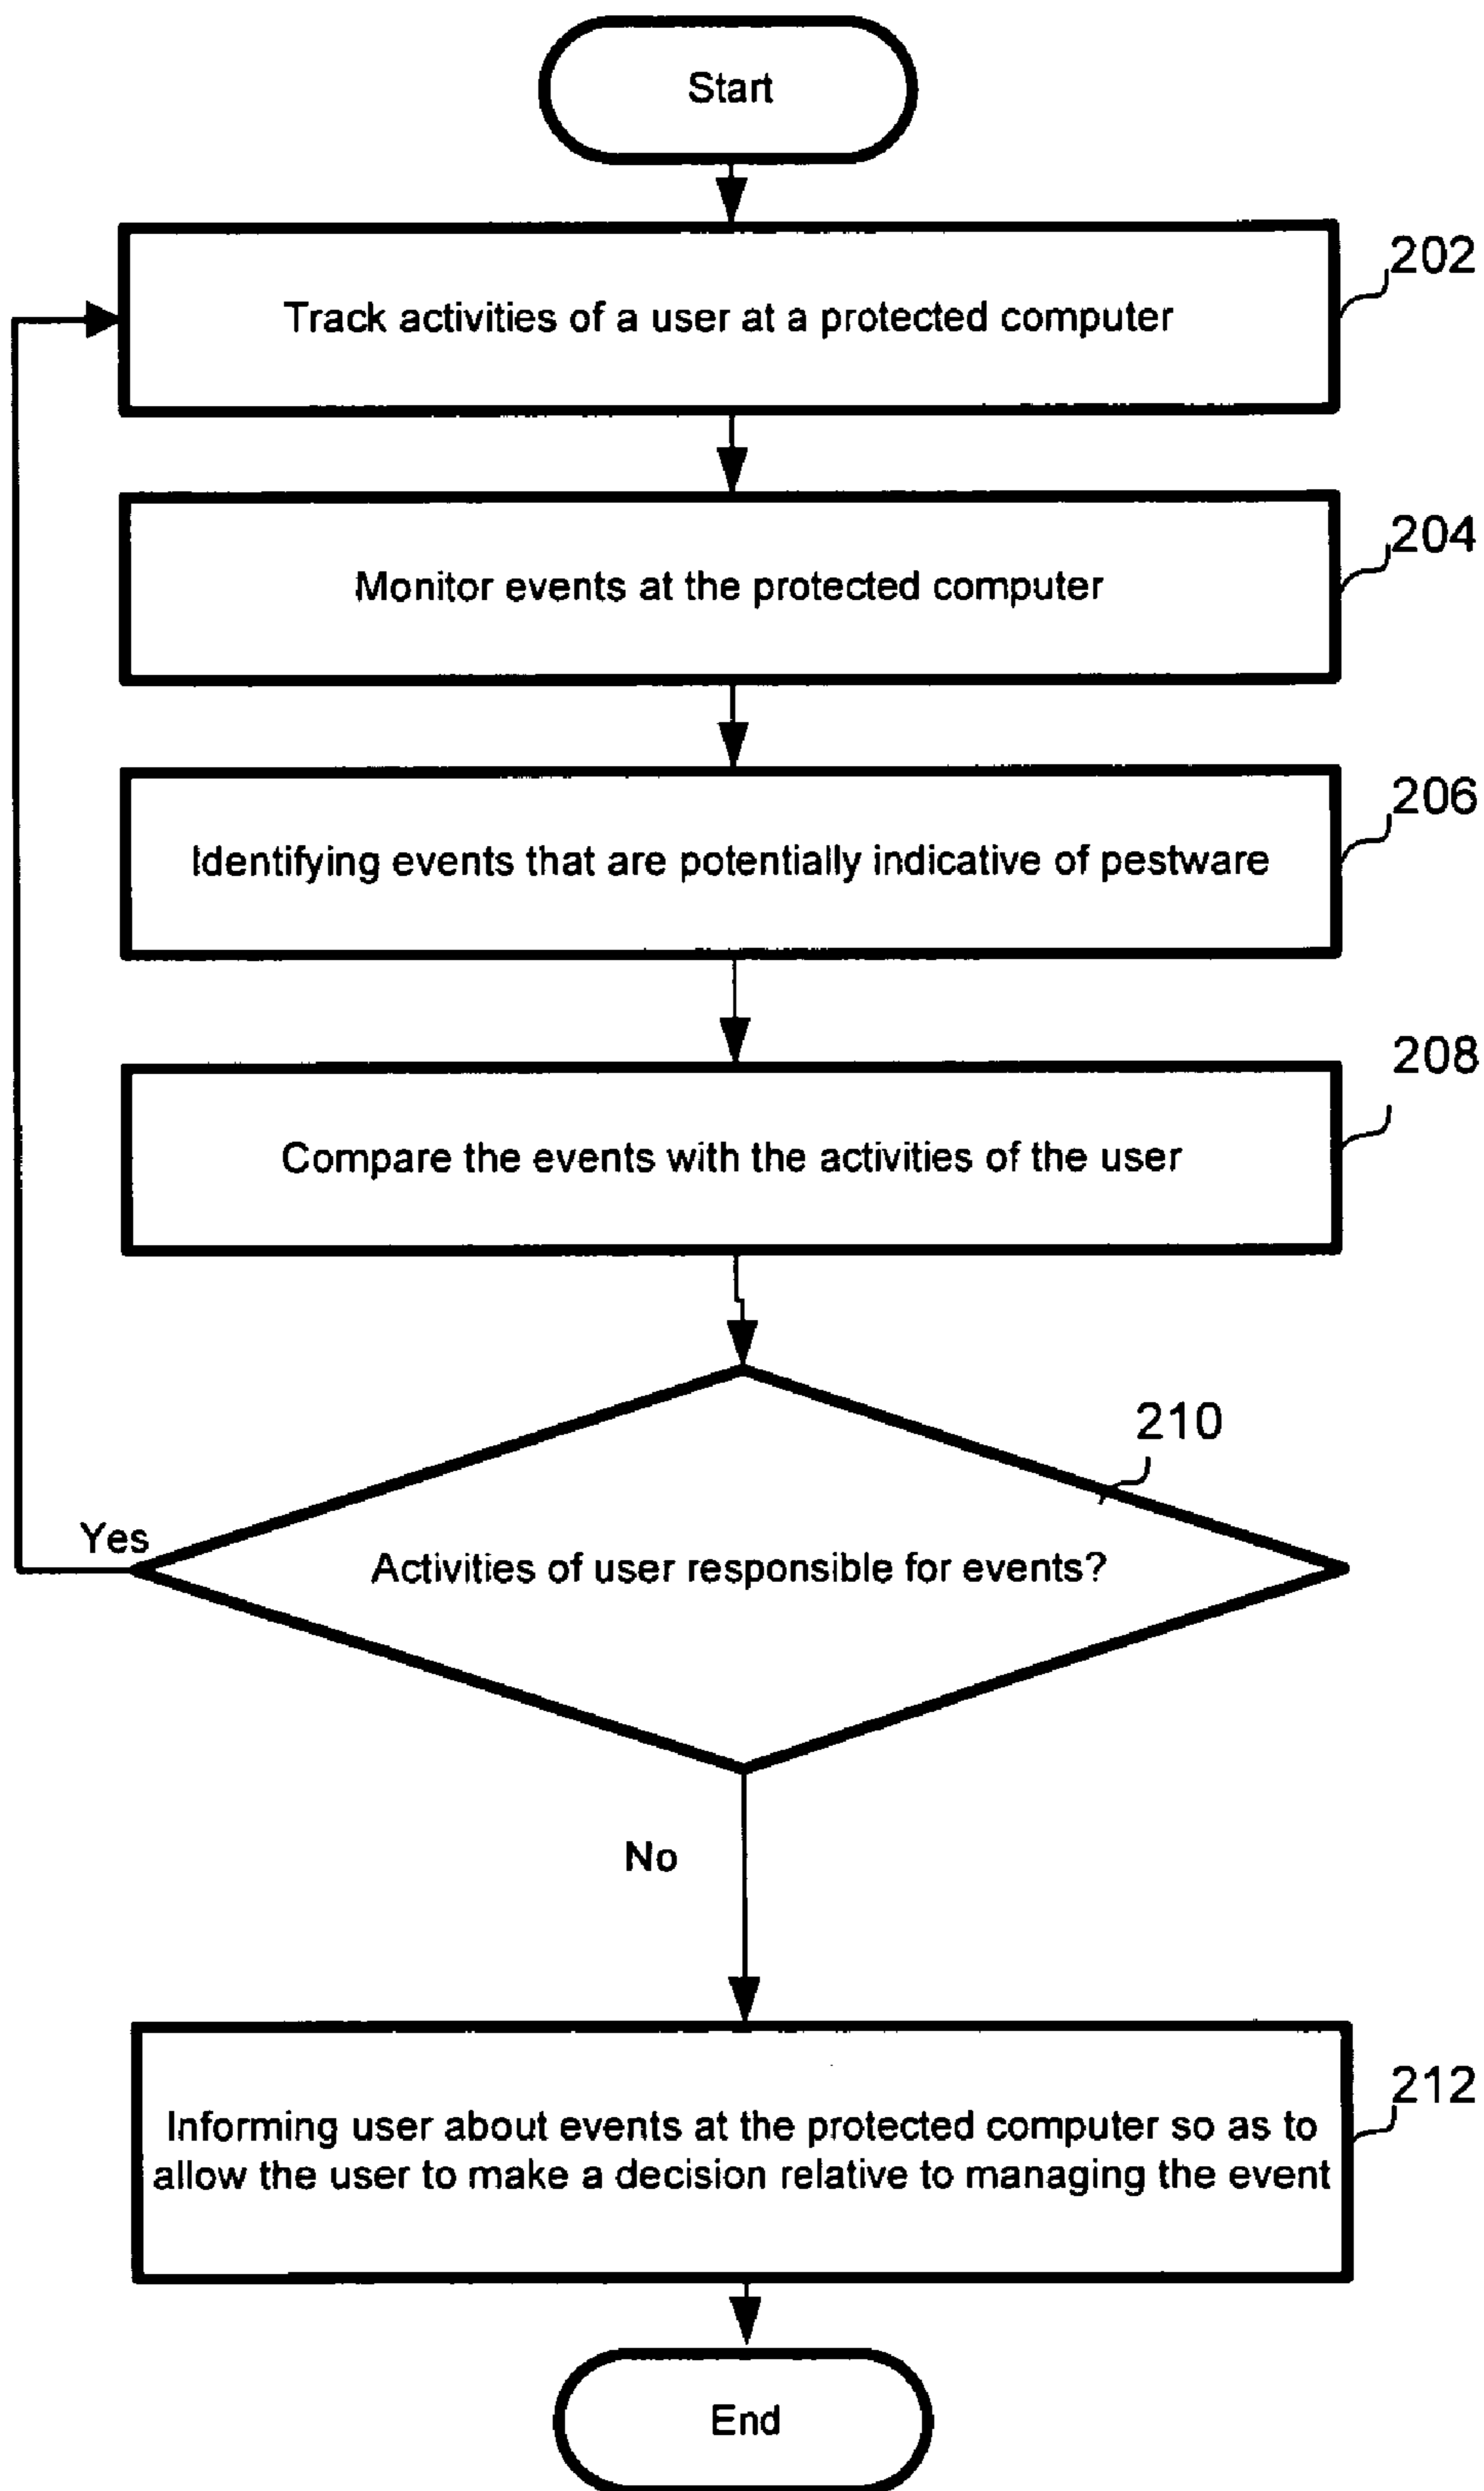 Start
202
Track activities of a user at a protected computer
204
Monitor events at the protected computer
206
Identifying events that are potentially indicative of pestware
208
Compare the events with the activities of the user
210
Yes
Activities of user responsible for events?
No
212
Informing user about events at the protected computer so as to
allow the user to make a decision relative to managing the event
End